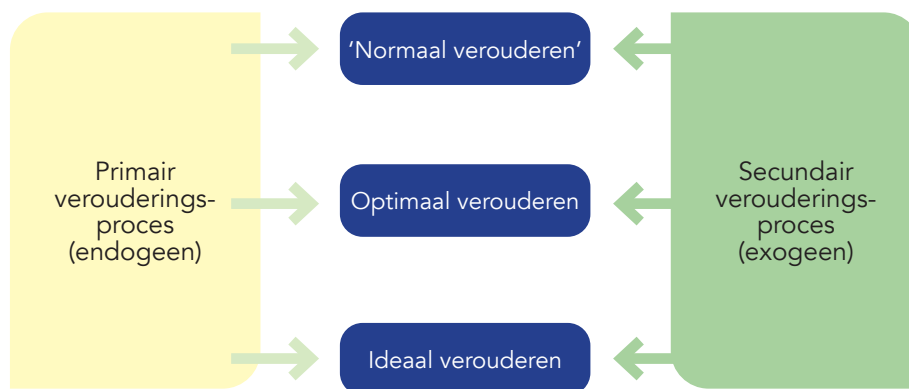 ‘Normaal verouderen’
Primair
verouderings-
proces
(endogeen)
Optimaal verouderen
Secundair
verouderings-
proces
(exogeen)
Ideaal verouderen